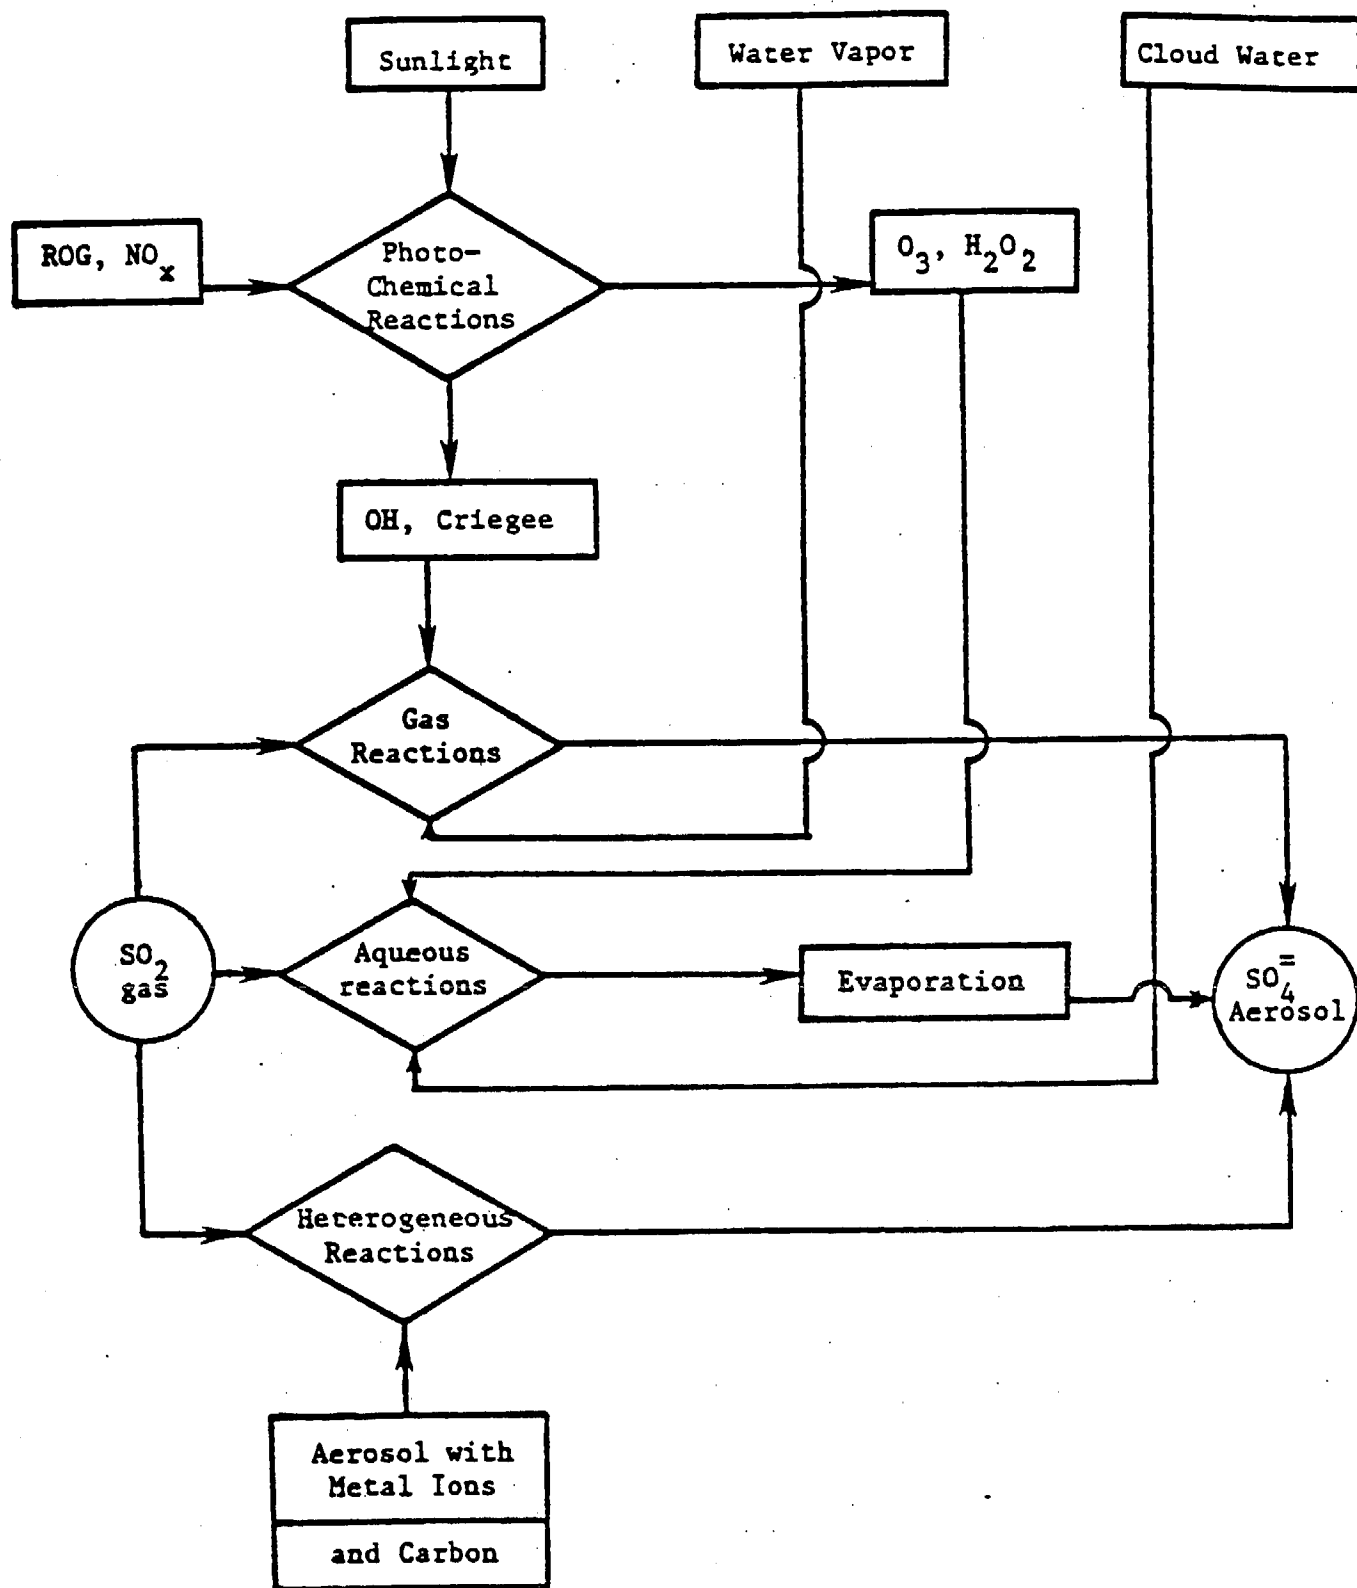 Sunlight
Water Vapor
Cloud Water
ROG, NOx
Photo-
Chemical
Reactions
O3, H2O2
OH, Criegee
Gas
Reactions
SO2
gas
Aqueous
reactions
Evaporation
SO4=
Aerosol
Heterogeneous
Reactions
Aerosol with
Metal Ions
and Carbon